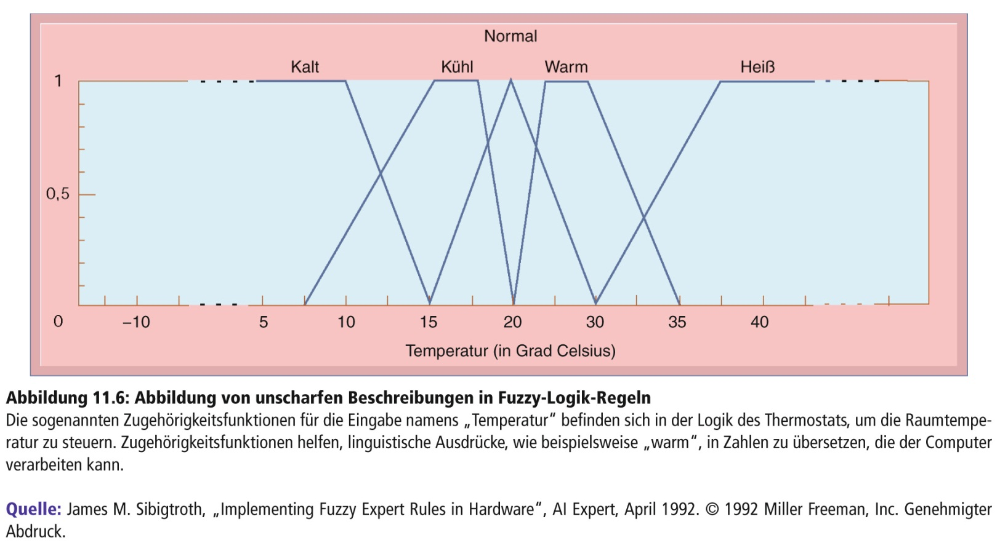 Normal
Kalt Kühl Warm Heiß
1
0,5
0 –10 5 10 15 20 30 35 40
Temperatur (in Grad Celsius)
Abbildung 11.6: Abbildung von unscharfen Beschreibungen in Fuzzy-Logik-Regeln
Die sogenannten Zugehörigkeitsfunktionen für die Eingabe namens „Temperatur“ befinden sich in der Logik des Thermostats, um die Raumtempe-
ratur zu steuern. Zugehörigkeitsfunktionen helfen, linguistische Ausdrücke, wie beispielsweise „warm“, in Zahlen zu übersetzen, die der Computer
verarbeiten kann.
Quelle: James M. Sibigtroth, „Implementing Fuzzy Expert Rules in Hardware“, AI Expert, April 1992. © 1992 Miller Freeman, Inc. Genehmigter
Abdruck.